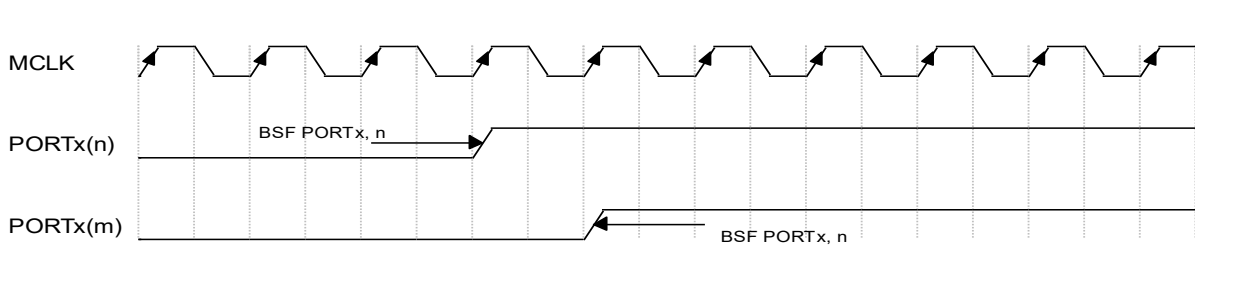 MCLK
BSF PORTx, n
PORTx(n)
PORTx(m)
BSF PORTx, n